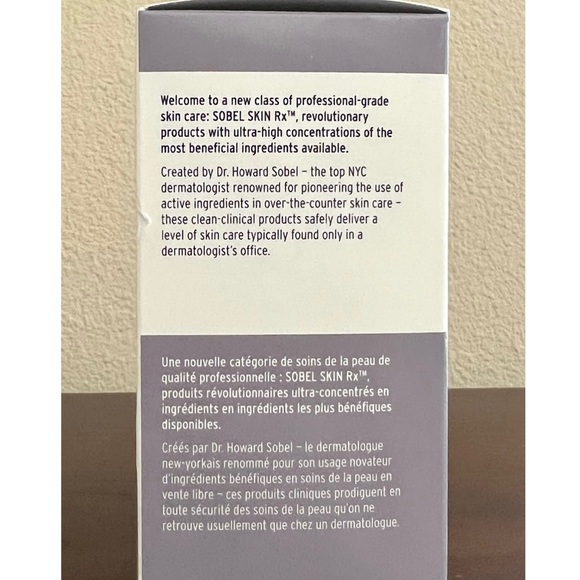 Welcome to a new class of professional-grade
skin care: SOBEL SKIN Rx™, revolutionary
products with ultra-high concentrations of the
most beneficial ingredients available.
Created by Dr. Howard Sobel – the top NYC
dermatologist renowned for pioneering the use of
active ingredients in over-the-counter skin care –
these clean-clinical products safely deliver a
level of skin care typically found only in a
dermatologist's office.
Une nouvelle catégorie de soins de la peau de
qualité professionnelle : SOBEL SKIN Rx™,
produits révolutionnaires ultra-concentrés en
ingrédients en ingrédients les plus bénéfiques
disponibles.
Créés par Dr. Howard Sobel – le dermatologue
new-yorkais renommé pour son usage novateur
d'ingrédients bénéfiques en soins de la peau en
vente libre – ces produits cliniques prodiguent en
toute sécurité des soins de la peau qu'on ne
retrouve usuellement que chez un dermatologue.